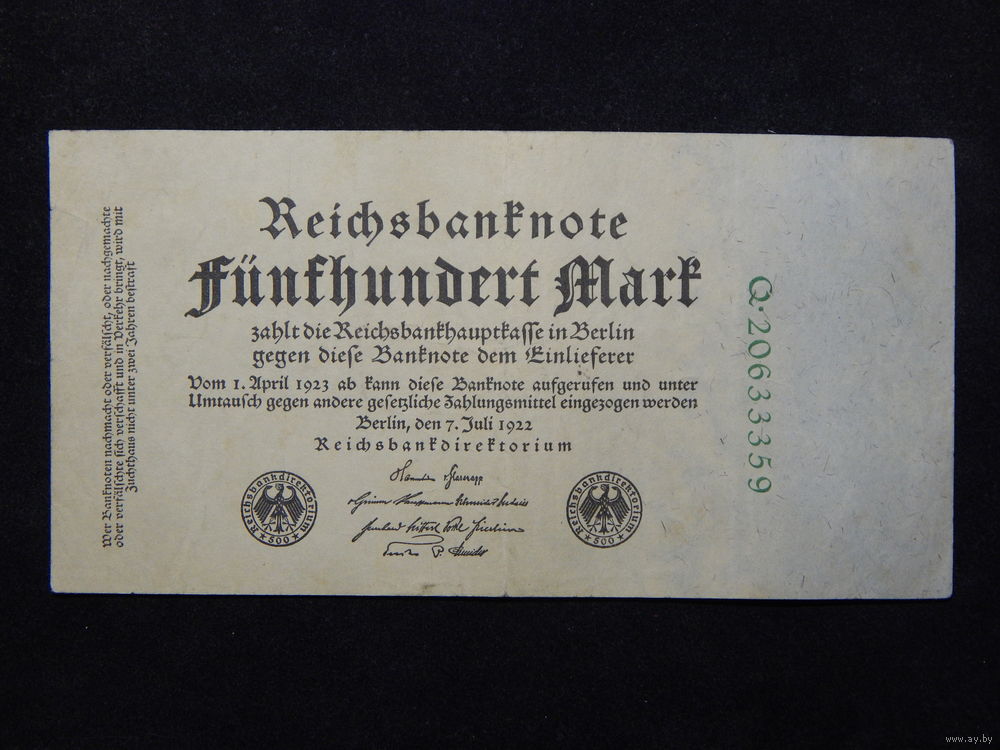 Reichsbanknote
Fünfhundert Mark
zahlt die Reichsbankhauptkasse in Berlin
gegen diese Banknote dem Einlieferer
Vom 1. April 1923 ab kann diese Banknote aufgerufen und unter
Umtausch gegen andere gesetzliche Zahlungsmittel eingezogen werden
Berlin, den 7. Juli 1922
Reichsbankdirektorium
Reichsbankdirektorium
500
Reichsbankdirektorium
500
Wer Banknoten nachmacht oder verfälscht, oder nachgemachte
oder verfälschte sich verschafft und in Verkehr bringt, wird mit
Zuchthaus nicht unter zwei Jahren bestraft
Q·20633359
www.ay.by